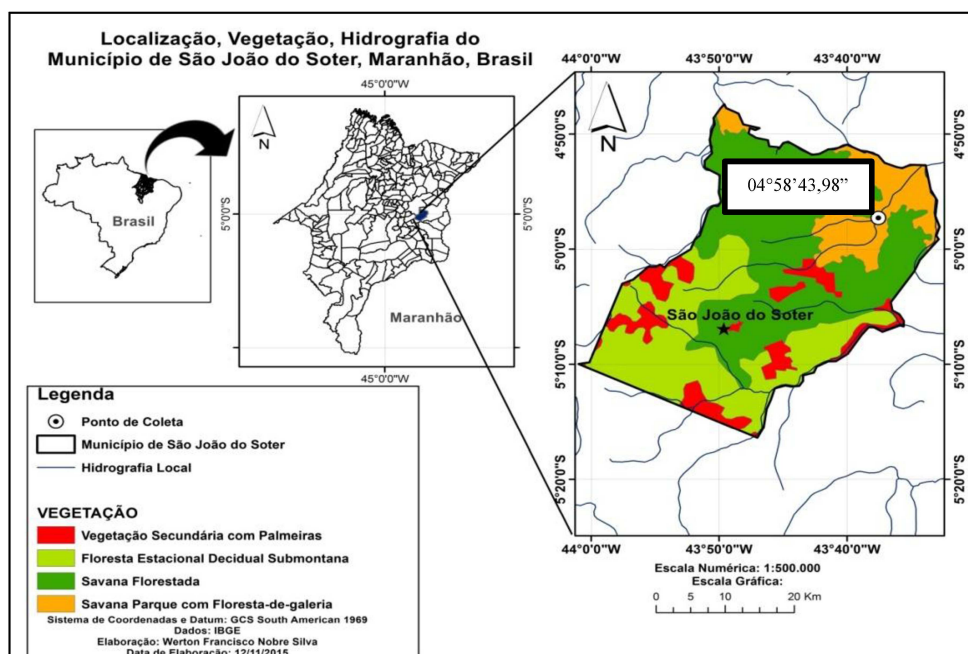 Localização, Vegetação, Hidrografia do
Município de São João do Soter, Maranhão, Brasil
45°0'0"W
N
5°0'0"S
5°0'0"S
Brasil
Maranhão
45°0'0"W
44°0'0"W
43°50'0"W
43°40'0"W
N
4°50'0"S
4°50'0"S
04°58'43,98”
5°0'0"S
5°0'0"S
São João do Soter
5°10'0"S
5°10'0"S
5°20'0"S
5°20'0"S
44°0'0"W
43°50'0"W
43°40'0"W
Escala Numérica: 1:500.000
Escala Gráfica:
0 5 10 20 Km
Legenda
Ponto de Coleta
Município de São João do Soter
Hidrografia Local
VEGETAÇÃO
Vegetação Secundária com Palmeiras
Floresta Estacional Decidual Submontana
Savana Florestada
Savana Parque com Floresta-de-galeria
Sistema de Coordenadas e Datum: GCS South American 1969
Dados: IBGE
Elaboração: Werton Francisco Nobre Silva
Data de Elaboração: 12/11/2015